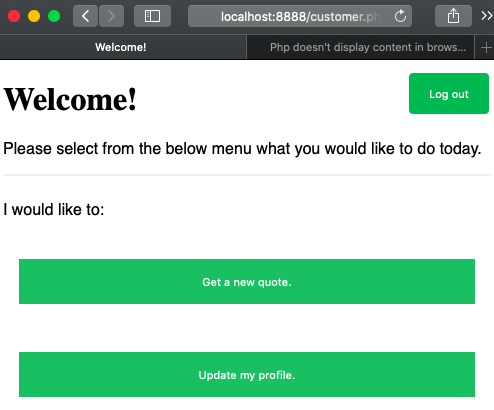 localhost:8888/customer.ph
Welcome!
Php doesn't display content in brows...
Welcome!
Log out
Please select from the below menu what you would like to do today.
I would like to:
Get a new quote.
Update my profile.